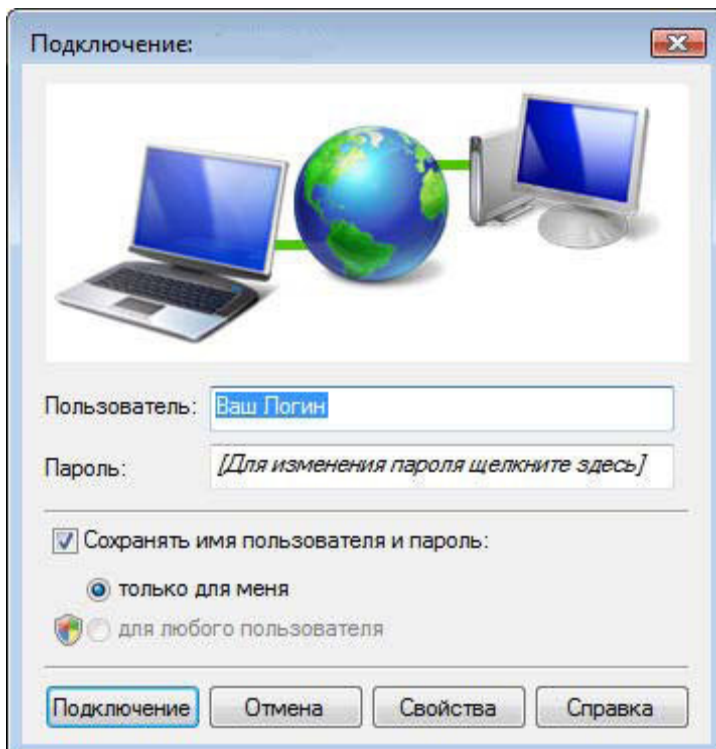 Подключение:
Пользователь: Ваш Логин
Пароль: [Для изменения пароля щелкните здесь]
Сохранять имя пользователя и пароль:
только для меня
для любого пользователя
Подключение Отмена Свойства Справка